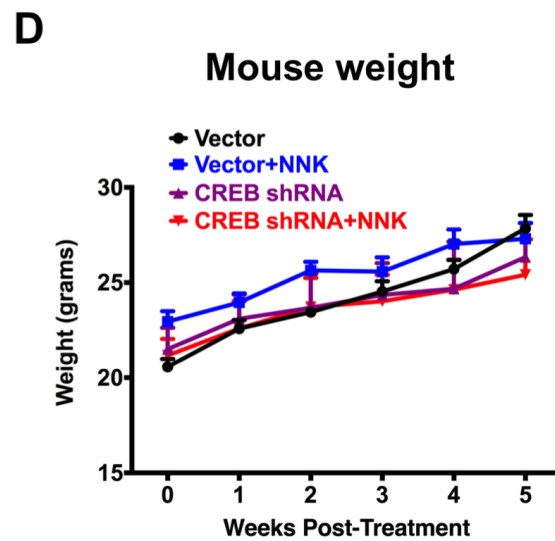 D
Mouse weight
Vector
Vector+NNK
CREB shRNA
CREB shRNA+NNK
30
25
20
15
Weight (grams)
0 1 2 3 4 5
Weeks Post-Treatment